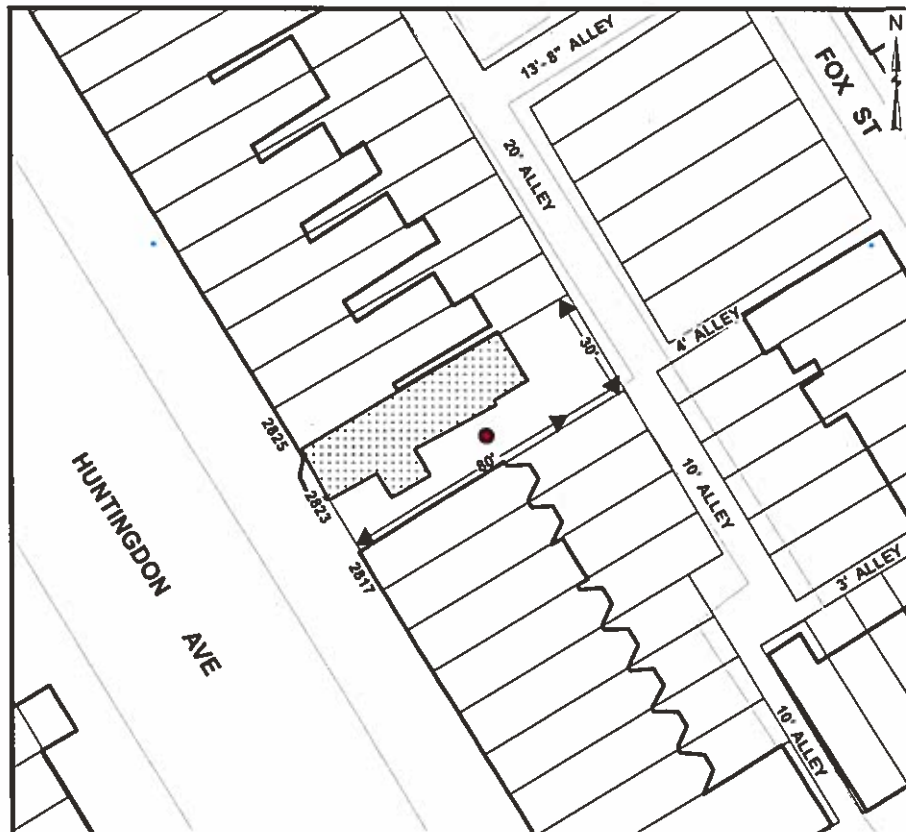 N
13'-8" ALLEY
FOX ST
20' ALLEY
4' ALLEY
30'
2825
80'
2823
10' ALLEY
HUNTINGDON
AVE
2817
3' ALLEY
10' ALLEY